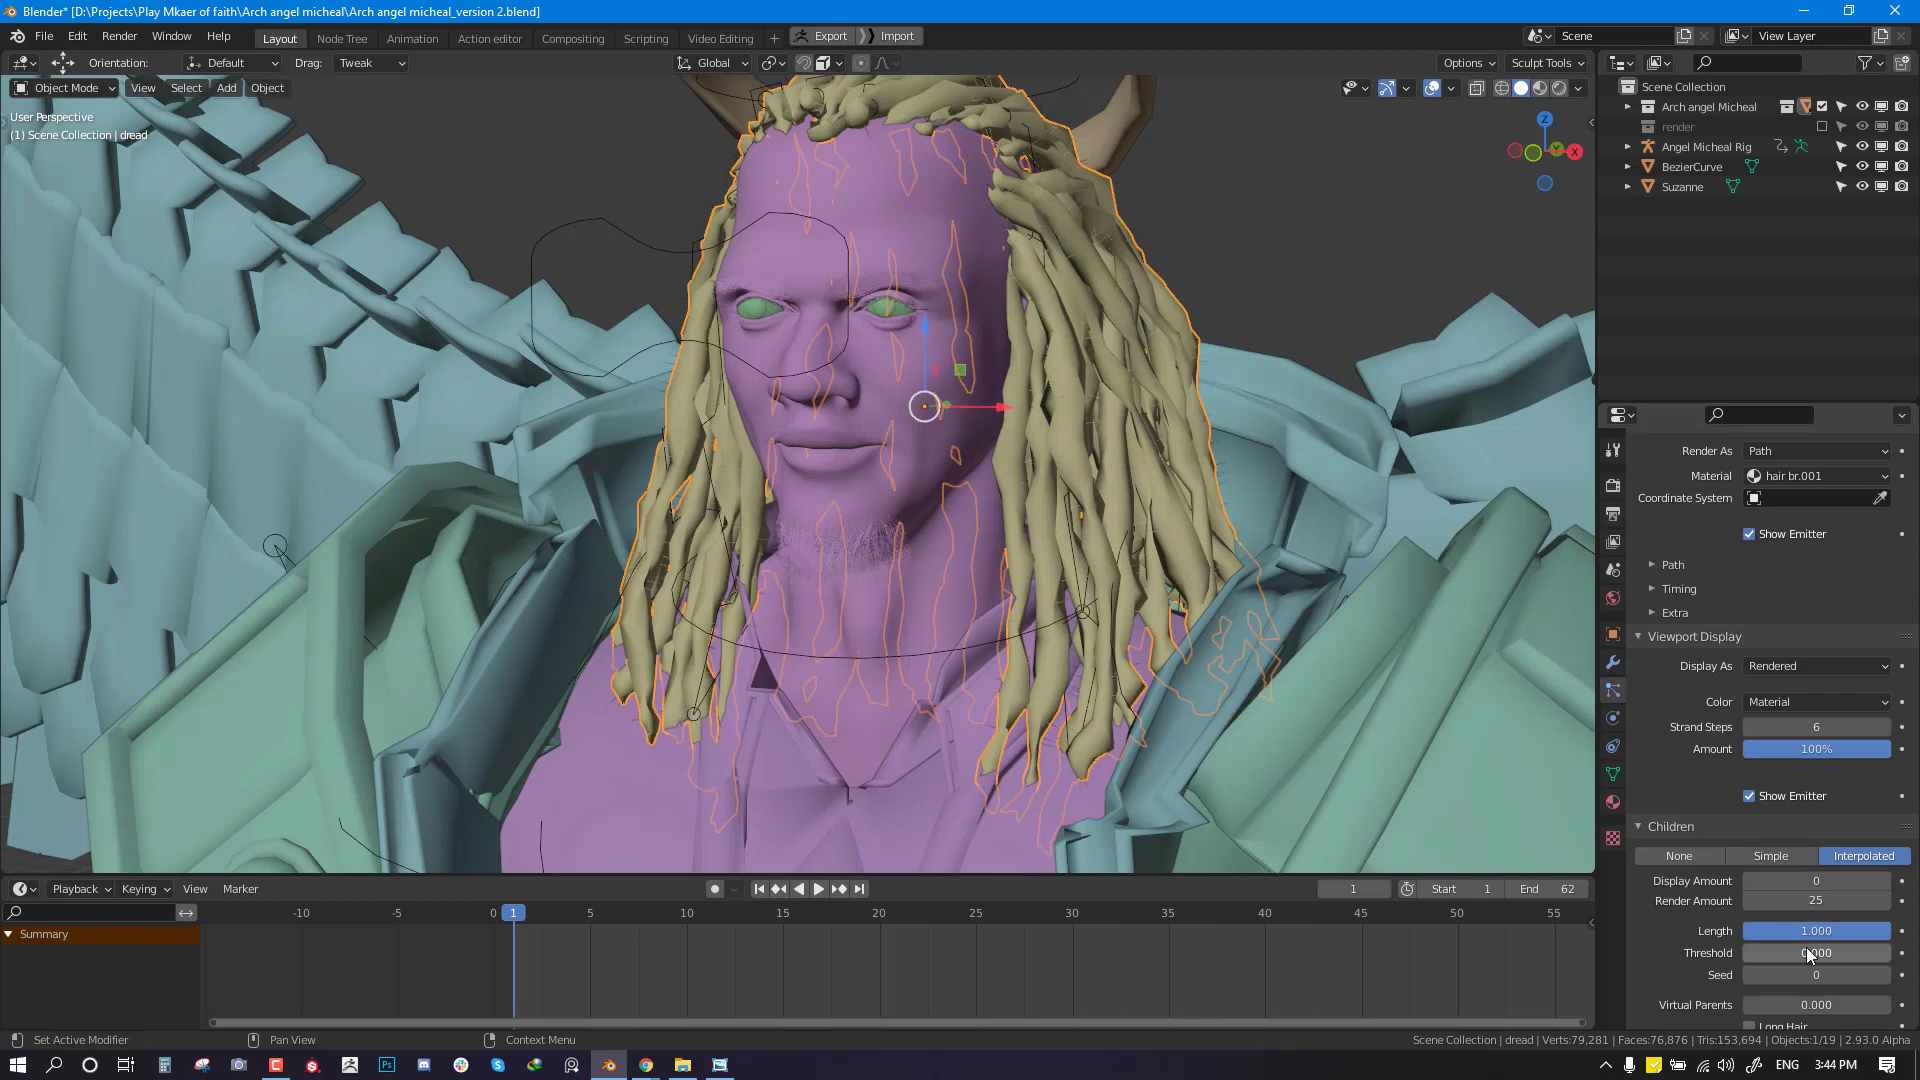 Blender* [D:\Projects\Play Mkaer of faith\Arch angel micheal\Arch angel micheal_version 2.blend]
File Edit Render Window Help
Layout Node Tree Animation Action editor Compositing Scripting Video Editing + Export Import
Scene View Layer
Orientation: Default Drag: Tweak Global Options Sculpt Tools
Object Mode View Select Add Object
User Perspective
(1) Scene Collection | dread
Z
Y
X
Scene Collection
Arch angel Micheal
render
Angel Micheal Rig
BezierCurve
Suzanne
Render As Path
Material hair br.001
Coordinate System
Show Emitter
Path
Timing
Extra
Viewport Display
Display As Rendered
Color Material
Strand Steps 6
Amount 100%
Show Emitter
Children
None Simple Interpolated
Display Amount 0
Render Amount 25
Length 1.000
Threshold 0.000
Seed 0
Virtual Parents 0.000
Long Hair
Playback Keying View Marker
1 Start 1 End 62
-10 -5 0 1 5 10 15 20 25 30 35 40 45 50 55
Summary
Set Active Modifier Pan View Context Menu
Scene Collection | dread | Verts:79,281 | Faces:76,876 | Tris:153,694 | Objects:1/19 | 2.93.0 Alpha
ENG 3:44 PM